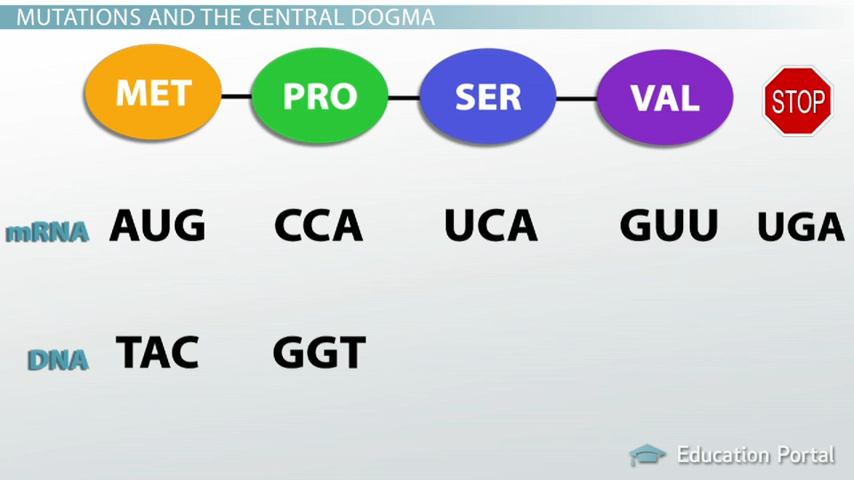 MUTATIONS AND THE CENTRAL DOGMA
MET PRO SER VAL STOP
mRNA AUG CCA UCA GUU UGA
DNA TAC GGT
Education Portal